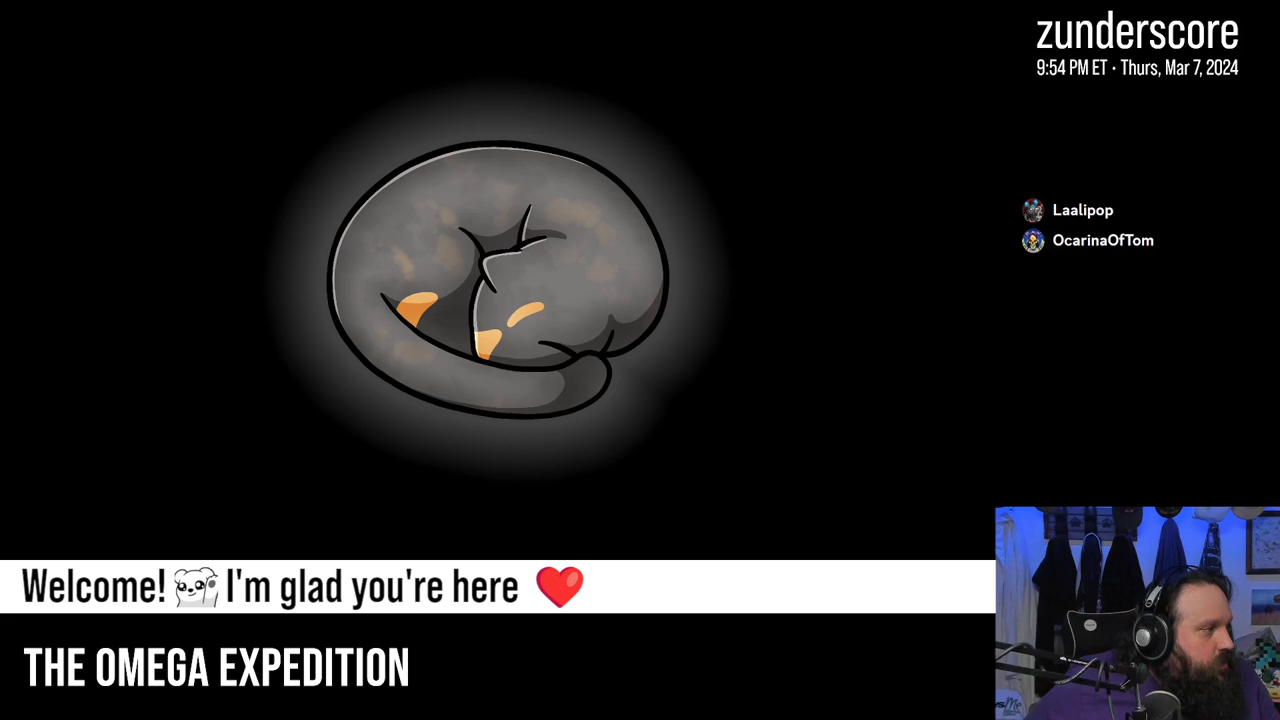 zunderscore
9:54 PM ET · Thurs, Mar 7, 2024
Laalipop
OcarinaOfTom
Welcome! I'm glad you're here
THE OMEGA EXPEDITION